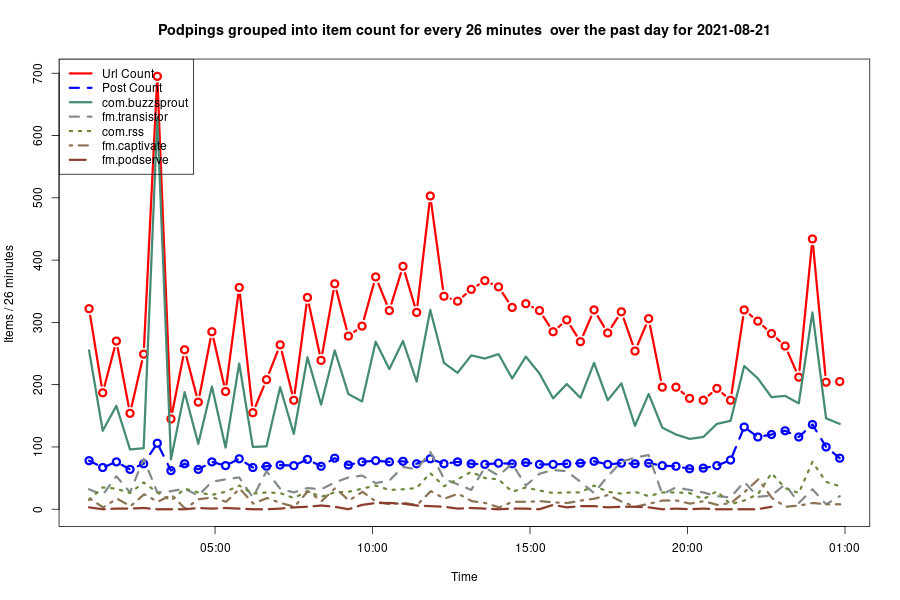 Podpings grouped into item count for every 26 minutes  over the past day for 2021-08-21
Url Count
Post Count
com.buzzsprout
fm.transistor
com.rss
fm.captivate
fm.podserve
Items / 26 minutes
700
600
500
400
300
200
100
0
05:00
10:00
15:00
20:00
01:00
Time